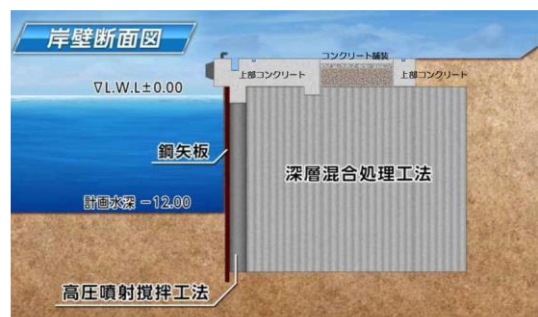 岸壁断面図
コンクリート舗装
上部コンクリート
上部コンクリート
▽L.W.L±0.00
鋼矢板
深層混合処理工法
計画水深 −12.00
高圧噴射撹拌工法